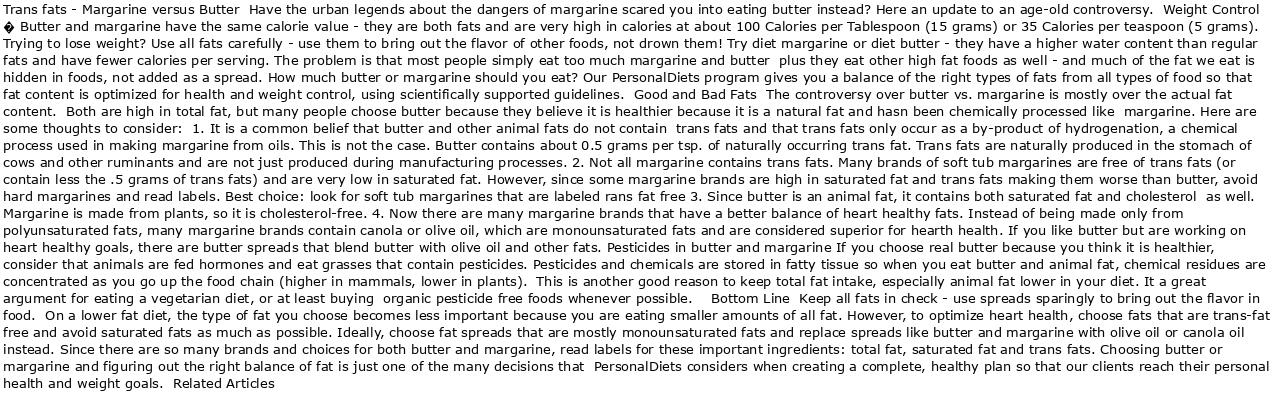 Trans fats - Margarine versus Butter  Have the urban legends about the dangers of margarine scared you into eating butter instead? Here an update to an age-old controversy.  Weight Control
� Butter and margarine have the same calorie value - they are both fats and are very high in calories at about 100 Calories per Tablespoon (15 grams) or 35 Calories per teaspoon (5 grams).
Trying to lose weight? Use all fats carefully - use them to bring out the flavor of other foods, not drown them! Try diet margarine or diet butter - they have a higher water content than regular
fats and have fewer calories per serving. The problem is that most people simply eat too much margarine and butter  plus they eat other high fat foods as well - and much of the fat we eat is
hidden in foods, not added as a spread. How much butter or margarine should you eat? Our PersonalDiets program gives you a balance of the right types of fats from all types of food so that
fat content is optimized for health and weight control, using scientifically supported guidelines.  Good and Bad Fats  The controversy over butter vs. margarine is mostly over the actual fat
content.  Both are high in total fat, but many people choose butter because they believe it is healthier because it is a natural fat and hasn been chemically processed like  margarine. Here are
some thoughts to consider:  1. It is a common belief that butter and other animal fats do not contain  trans fats and that trans fats only occur as a by-product of hydrogenation, a chemical
process used in making margarine from oils. This is not the case. Butter contains about 0.5 grams per tsp. of naturally occurring trans fat. Trans fats are naturally produced in the stomach of
cows and other ruminants and are not just produced during manufacturing processes. 2. Not all margarine contains trans fats. Many brands of soft tub margarines are free of trans fats (or
contain less the .5 grams of trans fats) and are very low in saturated fat. However, since some margarine brands are high in saturated fat and trans fats making them worse than butter, avoid
hard margarines and read labels. Best choice: look for soft tub margarines that are labeled rans fat free 3. Since butter is an animal fat, it contains both saturated fat and cholesterol  as well.
Margarine is made from plants, so it is cholesterol-free. 4. Now there are many margarine brands that have a better balance of heart healthy fats. Instead of being made only from
polyunsaturated fats, many margarine brands contain canola or olive oil, which are monounsaturated fats and are considered superior for hearth health. If you like butter but are working on
heart healthy goals, there are butter spreads that blend butter with olive oil and other fats. Pesticides in butter and margarine If you choose real butter because you think it is healthier,
consider that animals are fed hormones and eat grasses that contain pesticides. Pesticides and chemicals are stored in fatty tissue so when you eat butter and animal fat, chemical residues are
concentrated as you go up the food chain (higher in mammals, lower in plants).  This is another good reason to keep total fat intake, especially animal fat lower in your diet. It a great
argument for eating a vegetarian diet, or at least buying  organic pesticide free foods whenever possible.    Bottom Line  Keep all fats in check - use spreads sparingly to bring out the flavor in
food.  On a lower fat diet, the type of fat you choose becomes less important because you are eating smaller amounts of all fat. However, to optimize heart health, choose fats that are trans-fat
free and avoid saturated fats as much as possible. Ideally, choose fat spreads that are mostly monounsaturated fats and replace spreads like butter and margarine with olive oil or canola oil
instead. Since there are so many brands and choices for both butter and margarine, read labels for these important ingredients: total fat, saturated fat and trans fats. Choosing butter or
margarine and figuring out the right balance of fat is just one of the many decisions that  PersonalDiets considers when creating a complete, healthy plan so that our clients reach their personal
health and weight goals.  Related Articles